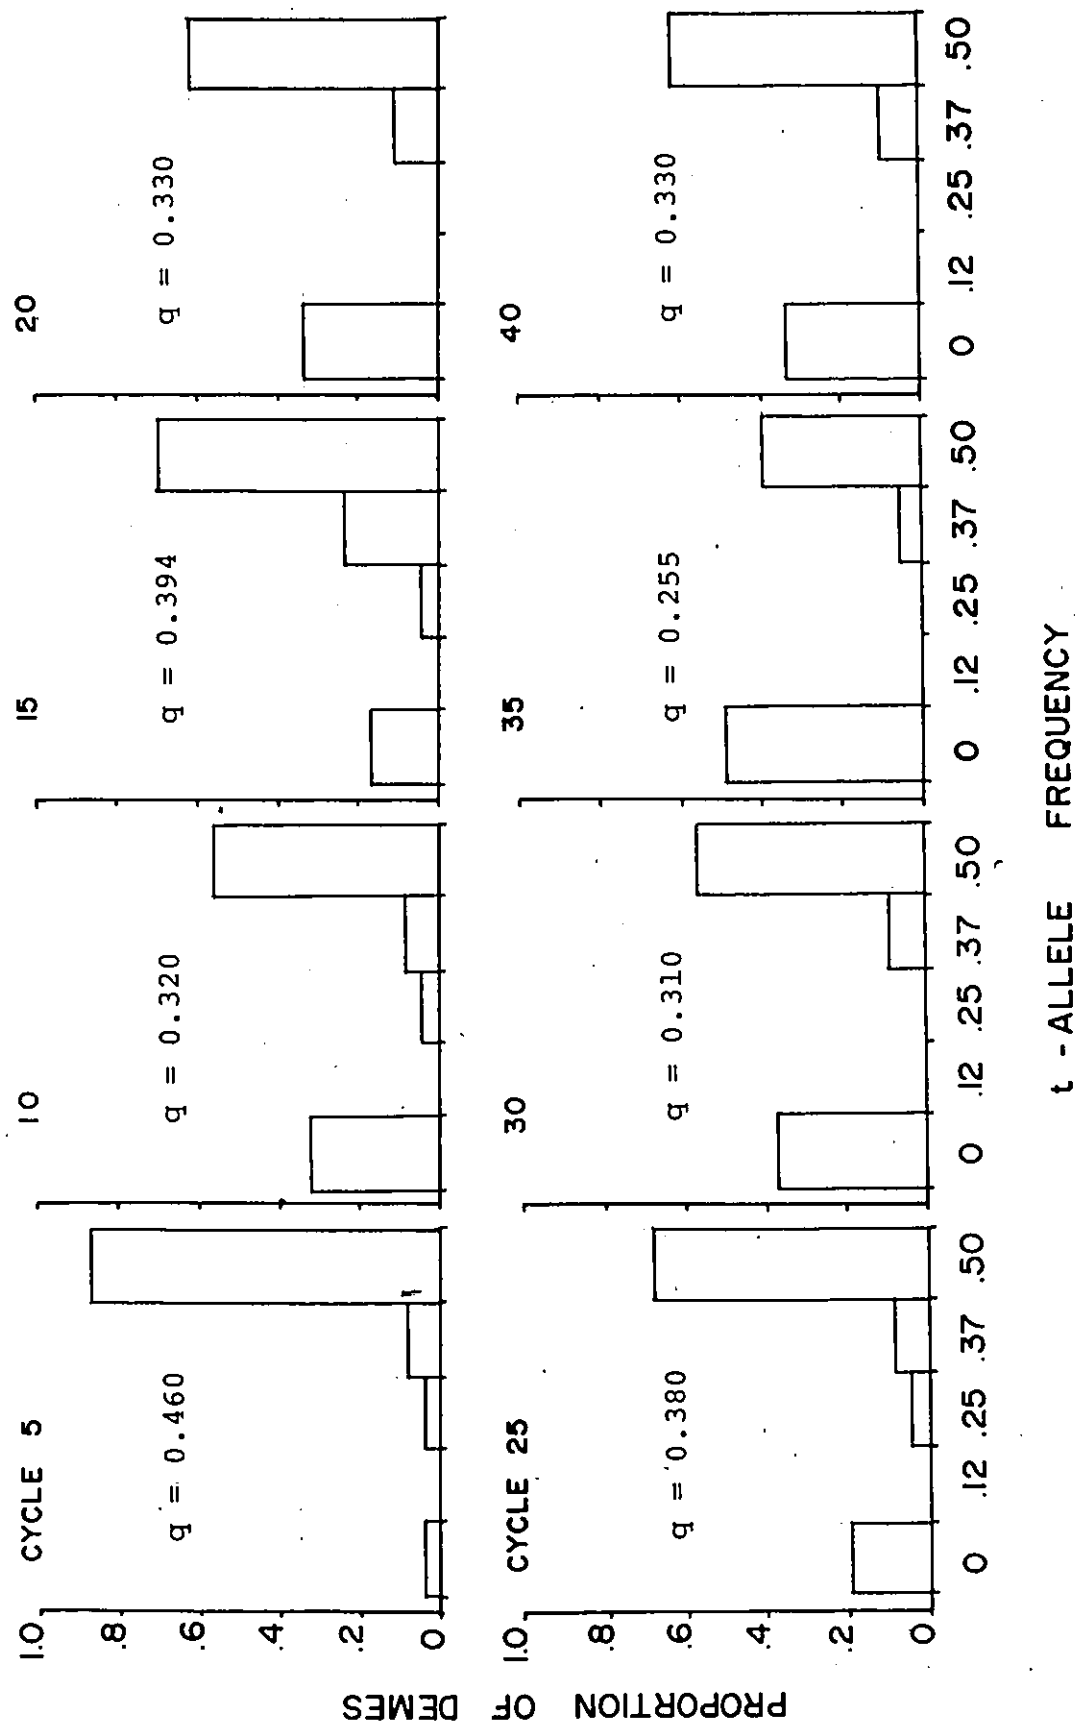 PROPORTION OF DEMES
CYCLE 5
10
15
20
q = 0.460
q = 0.320
q = 0.394
q = 0.330
1.0
.8
.6
.4
.2
0
CYCLE 25
30
35
40
q = 0.380
q = 0.310
q = 0.255
q = 0.330
1.0
.8
.6
.4
.2
0
0 .12 .25 .37 .50
0 .12 .25 .37 .50
0 .12 .25 .37 .50
0 .12 .25 .37 .50
t - ALLELE FREQUENCY